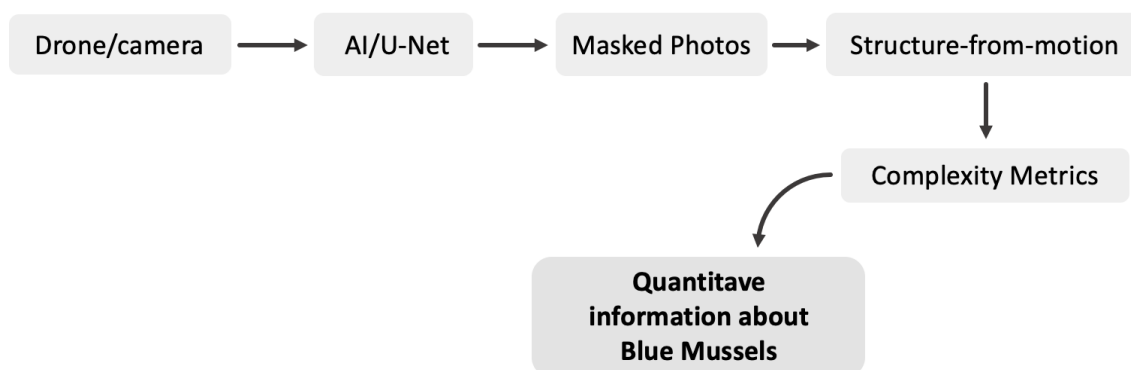 Drone/camera
AI/U-Net
Masked Photos
Structure-from-motion
Complexity Metrics
Quantitave
information about
Blue Mussels